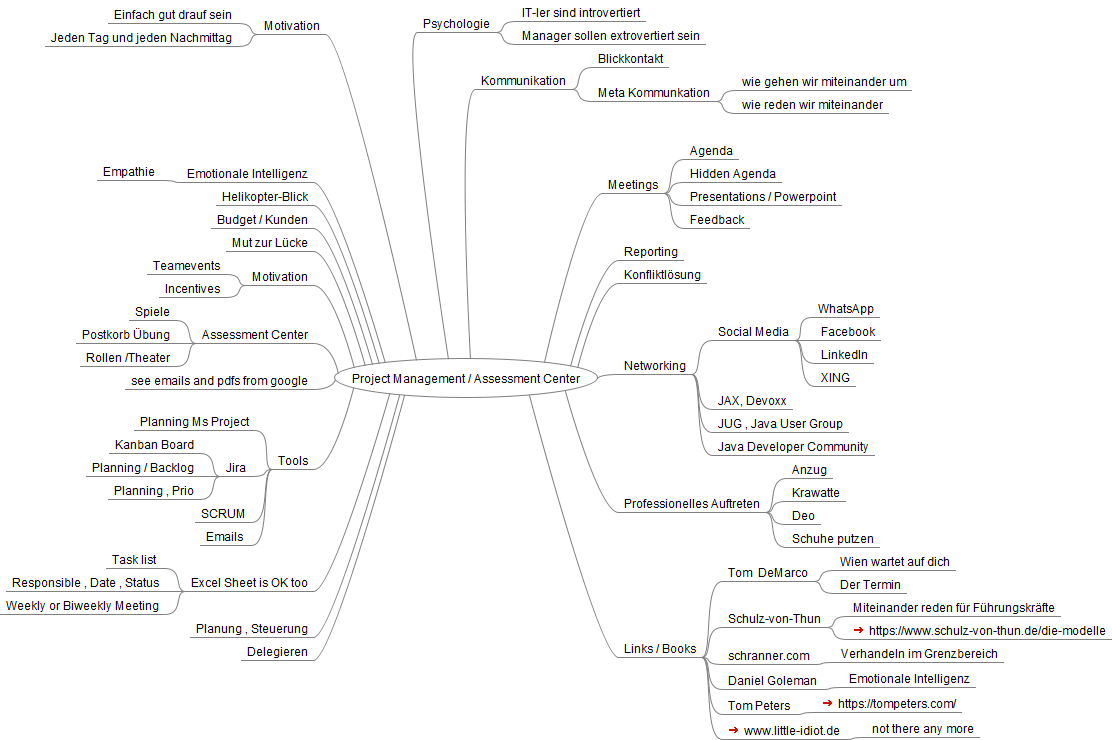 Project Management / Assessment Center
Motivation
Einfach gut drauf sein
Jeden Tag und jeden Nachmittag
Emotionale Intelligenz
Empathie
Helikopter-Blick
Budget / Kunden
Mut zur Lücke
Motivation
Teamevents
Incentives
Assessment Center
Spiele
Postkorb Übung
Rollen /Theater
see emails and pdfs from google
Tools
Planning Ms Project
Jira
Kanban Board
Planning / Backlog
Planning , Prio
SCRUM
Emails
Excel Sheet is OK too
Task list
Responsible , Date , Status
Weekly or Biweekly Meeting
Planung , Steuerung
Delegieren
Psychologie
IT-ler sind introvertiert
Manager sollen extrovertiert sein
Kommunikation
Blickkontakt
Meta Kommunkation
wie gehen wir miteinander um
wie reden wir miteinander
Meetings
Agenda
Hidden Agenda
Presentations / Powerpoint
Feedback
Reporting
Konfliktlösung
Networking
Social Media
WhatsApp
Facebook
LinkedIn
XING
JAX, Devoxx
JUG , Java User Group
Java Developer Community
Professionelles Auftreten
Anzug
Krawatte
Deo
Schuhe putzen
Links / Books
Tom DeMarco
Wien wartet auf dich
Der Termin
Schulz-von-Thun
Miteinander reden für Führungskräfte
https://www.schulz-von-thun.de/die-modelle
schranner.com
Verhandeln im Grenzbereich
Daniel Goleman
Emotionale Intelligenz
Tom Peters
https://tompeters.com/
www.little-idiot.de
not there any more